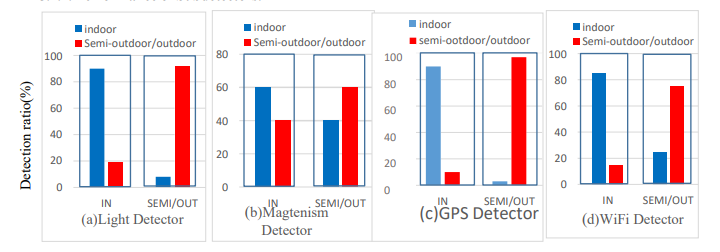 Detection ratio(%)
indoor
Semi-outdoor/outdoor
100
80
60
40
20
0
IN SEMI/OUT
(a)Light Detector
indoor
Semi-outdoor/outdoor
80
60
40
20
0
IN SEMI/OUT
(b)Magtenism
Detector
indoor
semi-ootdoor/outdoor
100
80
60
40
20
0
IN SEMI/OUT
(c)GPS Detector
indoor
Semi-outdoor/outdoor
100
80
60
40
20
0
IN SEMI/OUT
(d)WiFi Detector